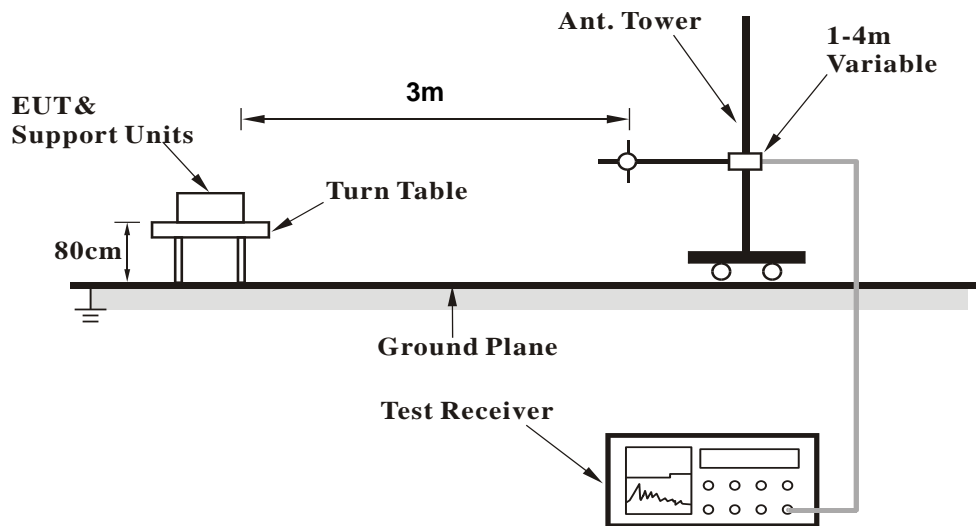 Ant. Tower
1-4m
Variable
3m
EUT&
Support Units
Turn Table
80cm
Ground Plane
Test Receiver